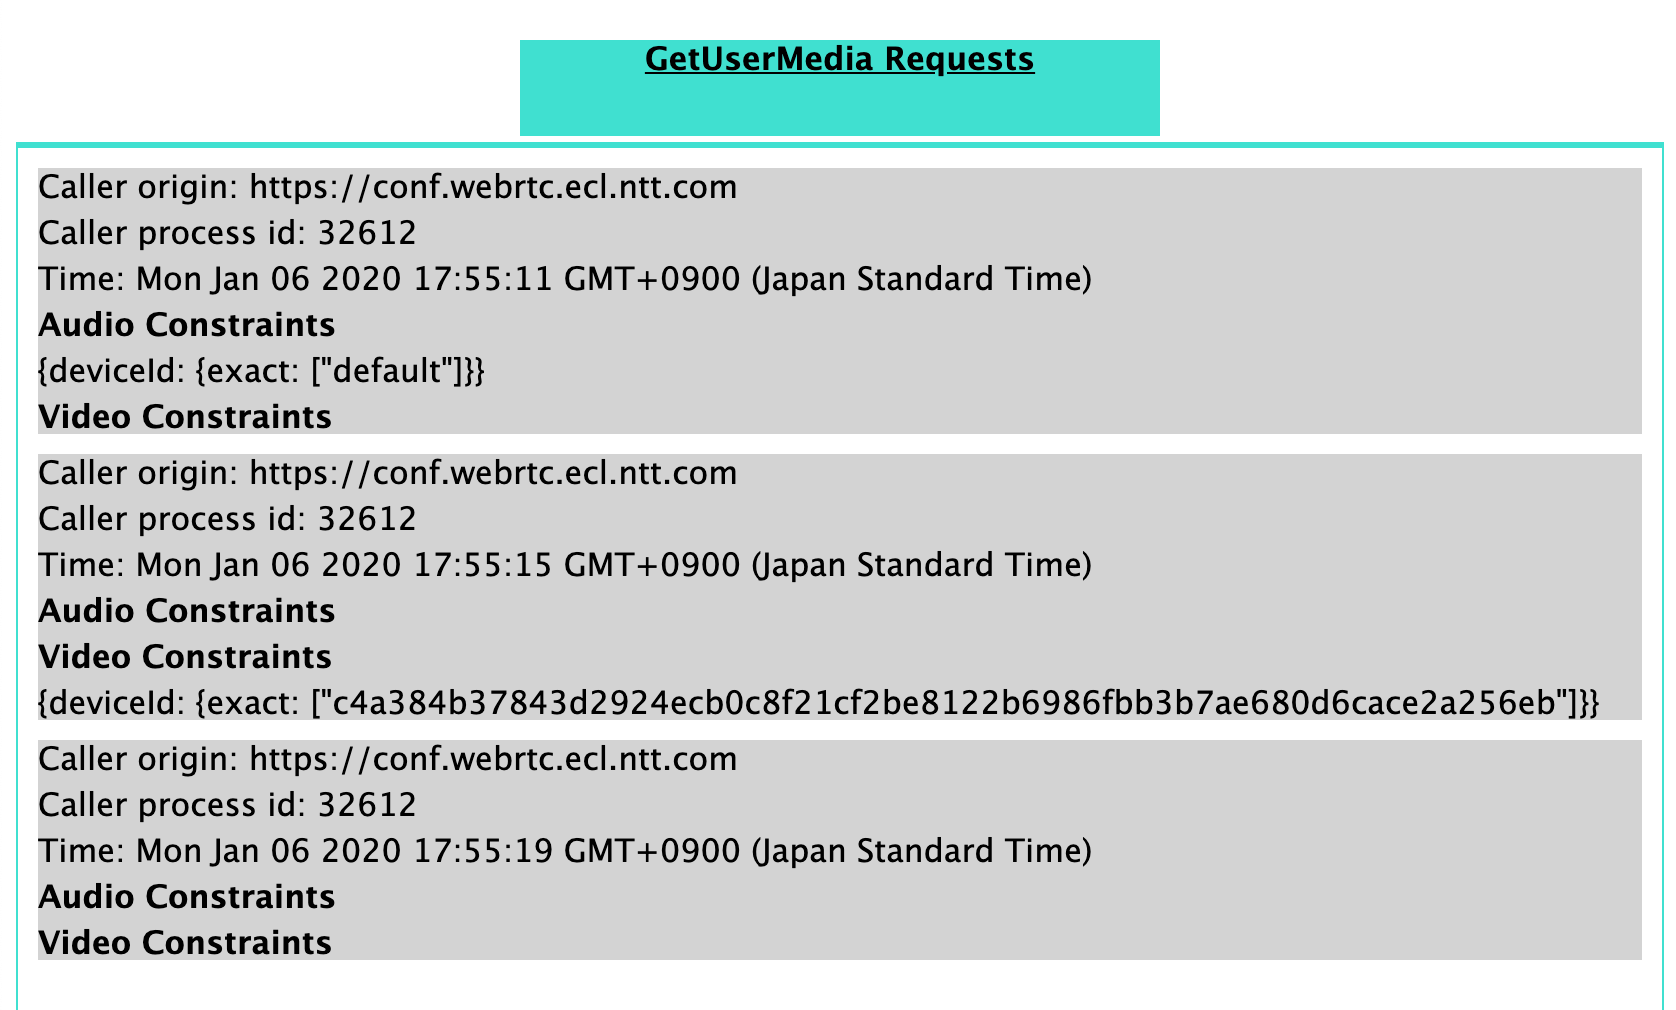 GetUserMedia Requests
Caller origin: https://conf.webrtc.ecl.ntt.com
Caller process id: 32612
Time: Mon Jan 06 2020 17:55:11 GMT+0900 (Japan Standard Time)
Audio Constraints
{deviceId: {exact: ["default"]}}
Video Constraints
Caller origin: https://conf.webrtc.ecl.ntt.com
Caller process id: 32612
Time: Mon Jan 06 2020 17:55:15 GMT+0900 (Japan Standard Time)
Audio Constraints
Video Constraints
{deviceId: {exact: ["c4a384b37843d2924ecb0c8f21cf2be8122b6986fbb3b7ae680d6cace2a256eb"]}}
Caller origin: https://conf.webrtc.ecl.ntt.com
Caller process id: 32612
Time: Mon Jan 06 2020 17:55:19 GMT+0900 (Japan Standard Time)
Audio Constraints
Video Constraints